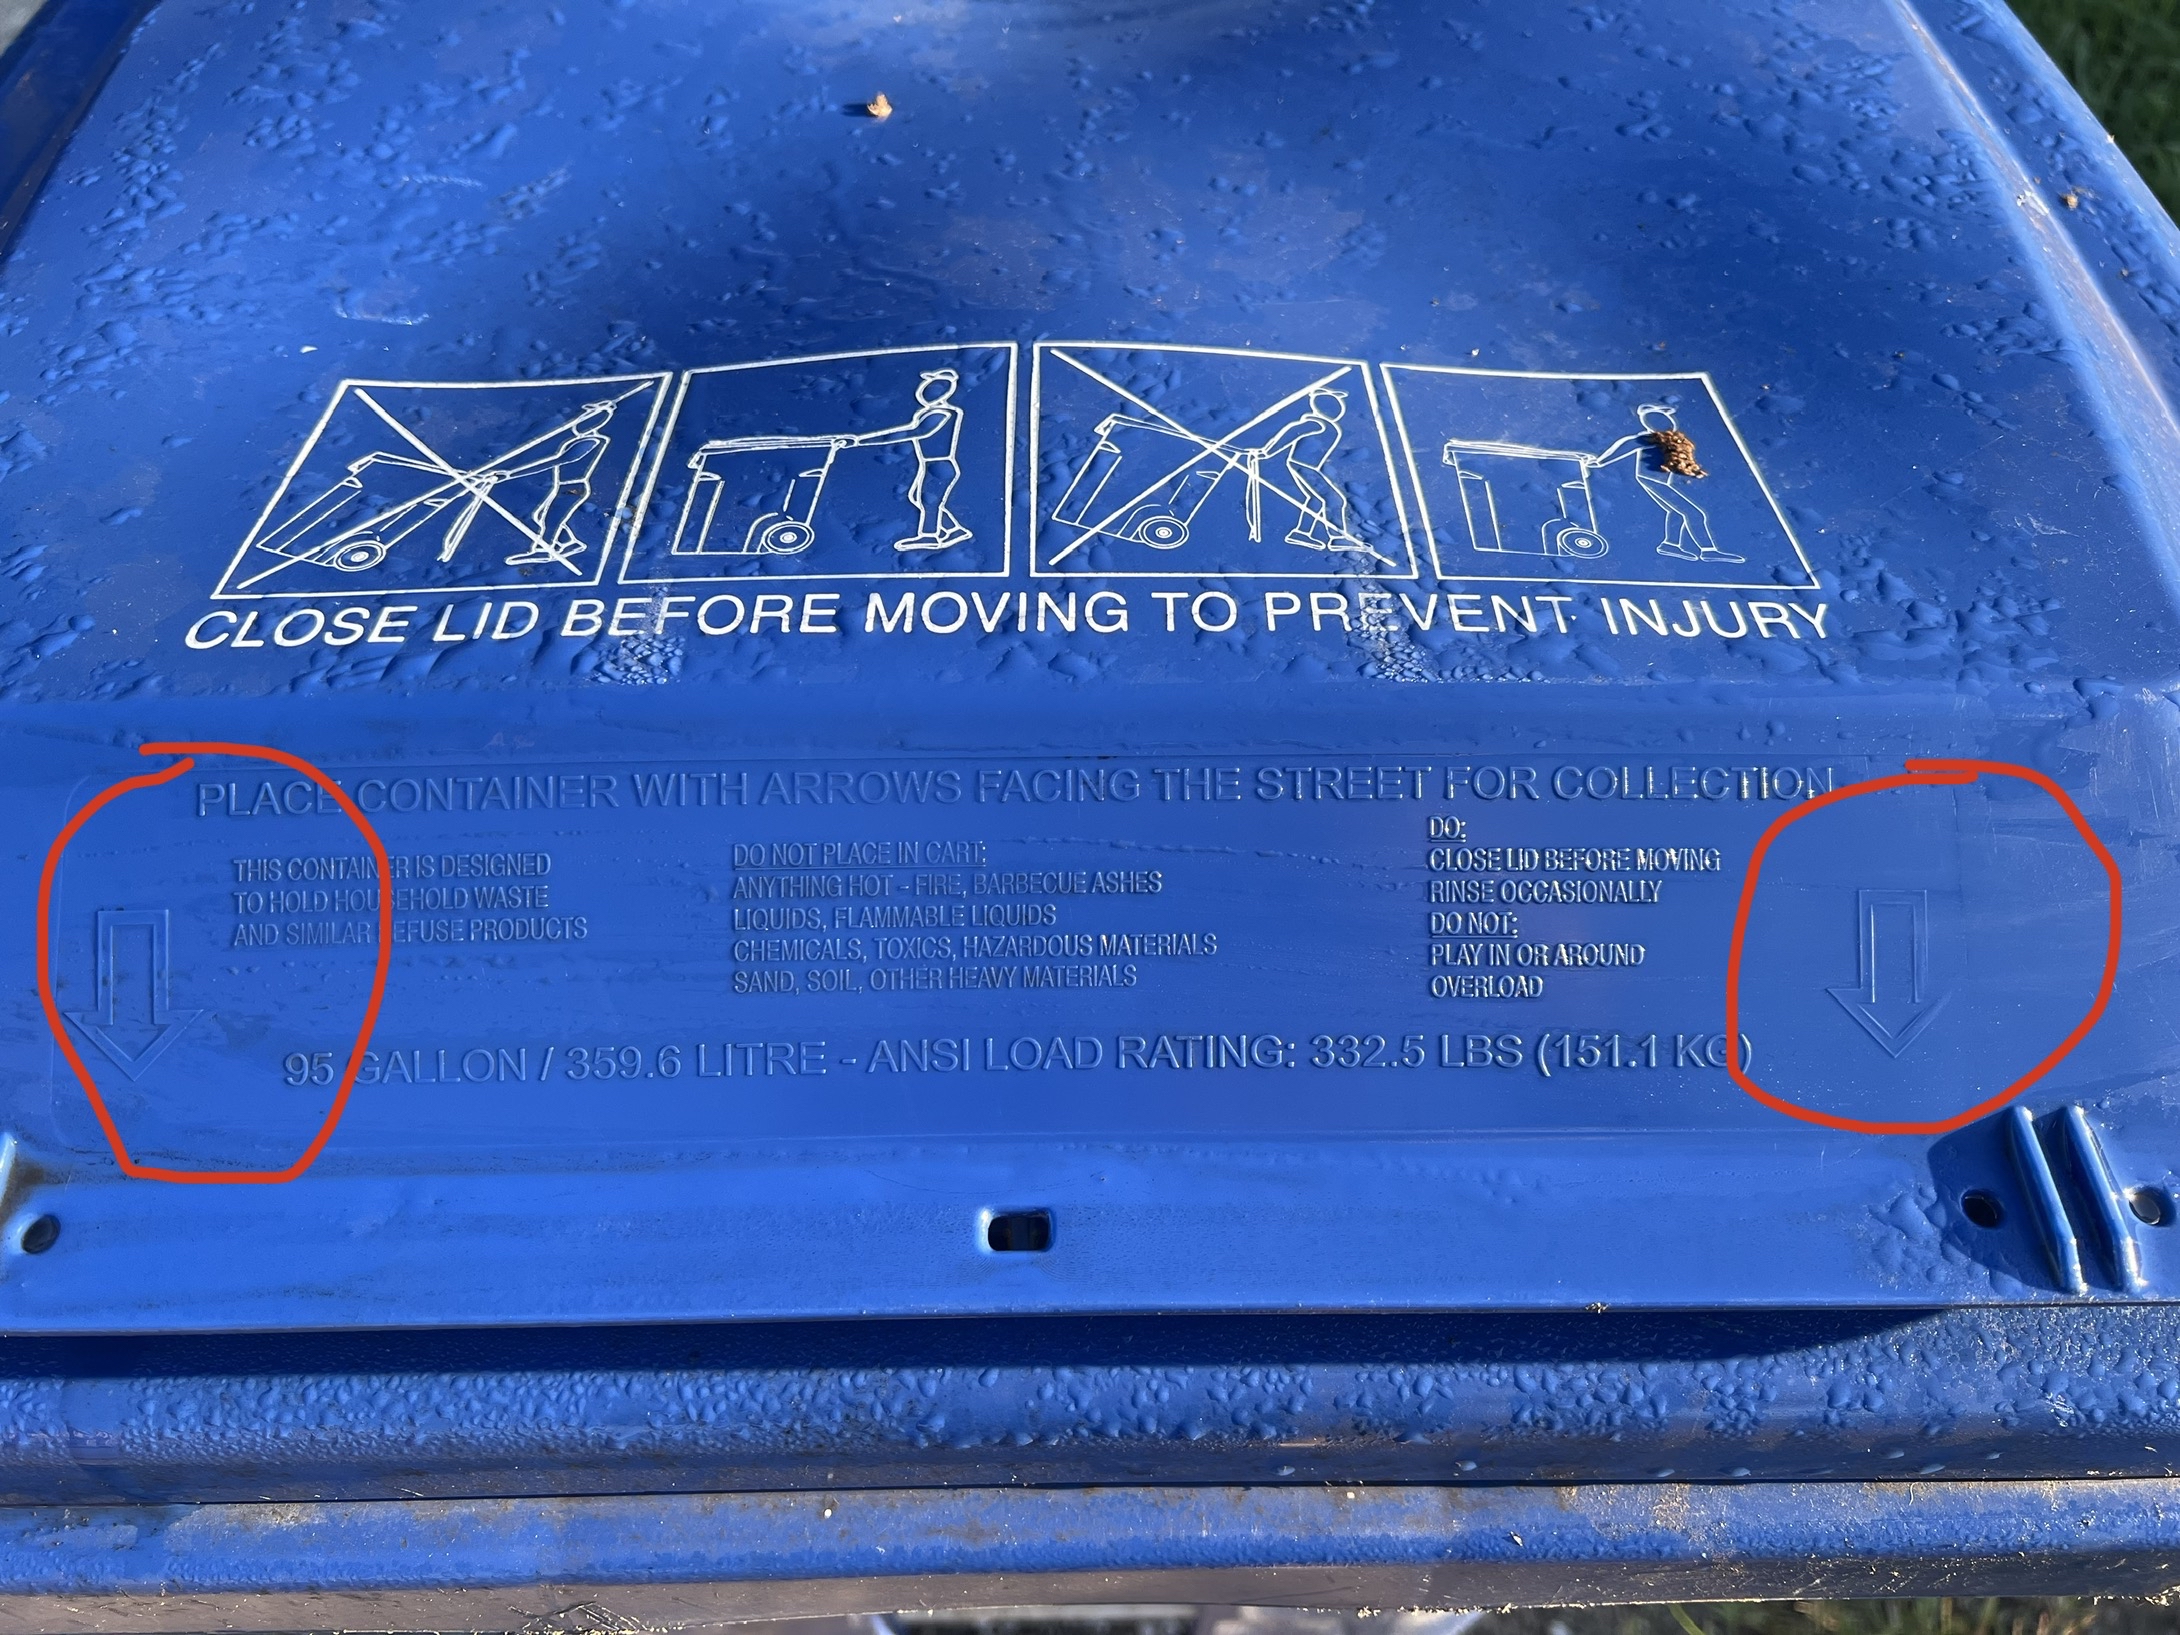 CLOSE LID BEFORE MOVING TO PREVENT INJURY
PLACE CONTAINER WITH ARROWS FACING THE STREET FOR COLLECTION
THIS CONTAINER IS DESIGNED
TO HOLD HOUSEHOLD WASTE
AND SIMILAR REFUSE PRODUCTS
DO NOT PLACE IN CART:
ANYTHING HOT - FIRE, BARBECUE ASHES
LIQUIDS, FLAMMABLE LIQUIDS
CHEMICALS, TOXICS, HAZARDOUS MATERIALS
SAND, SOIL, OTHER HEAVY MATERIALS
DO:
CLOSE LID BEFORE MOVING
RINSE OCCASIONALLY
DO NOT:
PLAY IN OR AROUND
OVERLOAD
95 GALLON / 359.6 LITRE - ANSI LOAD RATING: 332.5 LBS (151.1 KG)